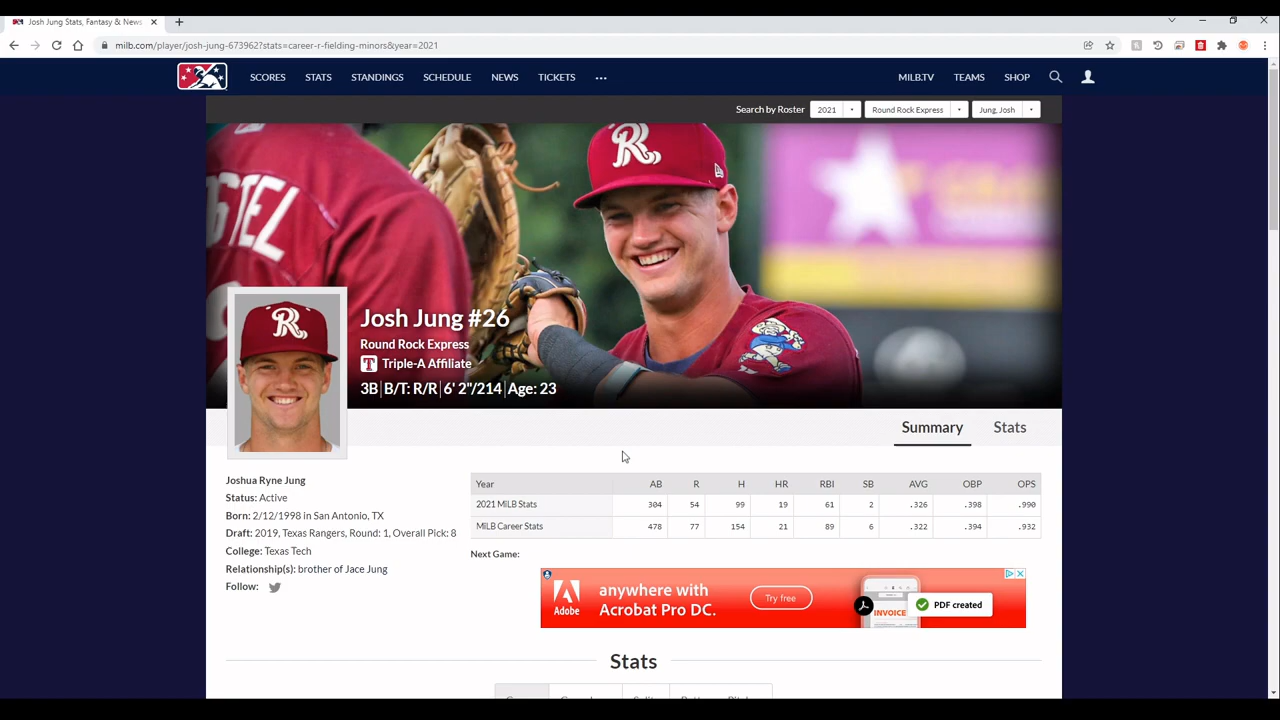 Josh Jung Stats, Fantasy & News
milb.com/player/josh-jung-673962?stats=career-r-fielding-minors&year=2021
SCORES STATS STANDINGS SCHEDULE NEWS TICKETS ... MILB.TV TEAMS SHOP
Search by Roster 2021 Round Rock Express Jung, Josh
R
Josh Jung #26
Round Rock Express
T Triple-A Affiliate
3B|B/T: R/R|6' 2"/214|Age: 23
R
Summary Stats
Joshua Ryne Jung
Status: Active
Born: 2/12/1998 in San Antonio, TX
Draft: 2019, Texas Rangers, Round: 1, Overall Pick: 8
College: Texas Tech
Relationship(s): brother of Jace Jung
Follow:
Year AB R H HR RBI SB AVG OBP OPS
2021 MiLB Stats 304 54 99 19 61 2 .326 .398 .990
MiLB Career Stats 478 77 154 21 89 6 .322 .394 .932
Next Game:
Adobe
anywhere with
Acrobat Pro DC.
Try free
INVOICE
PDF created
Stats